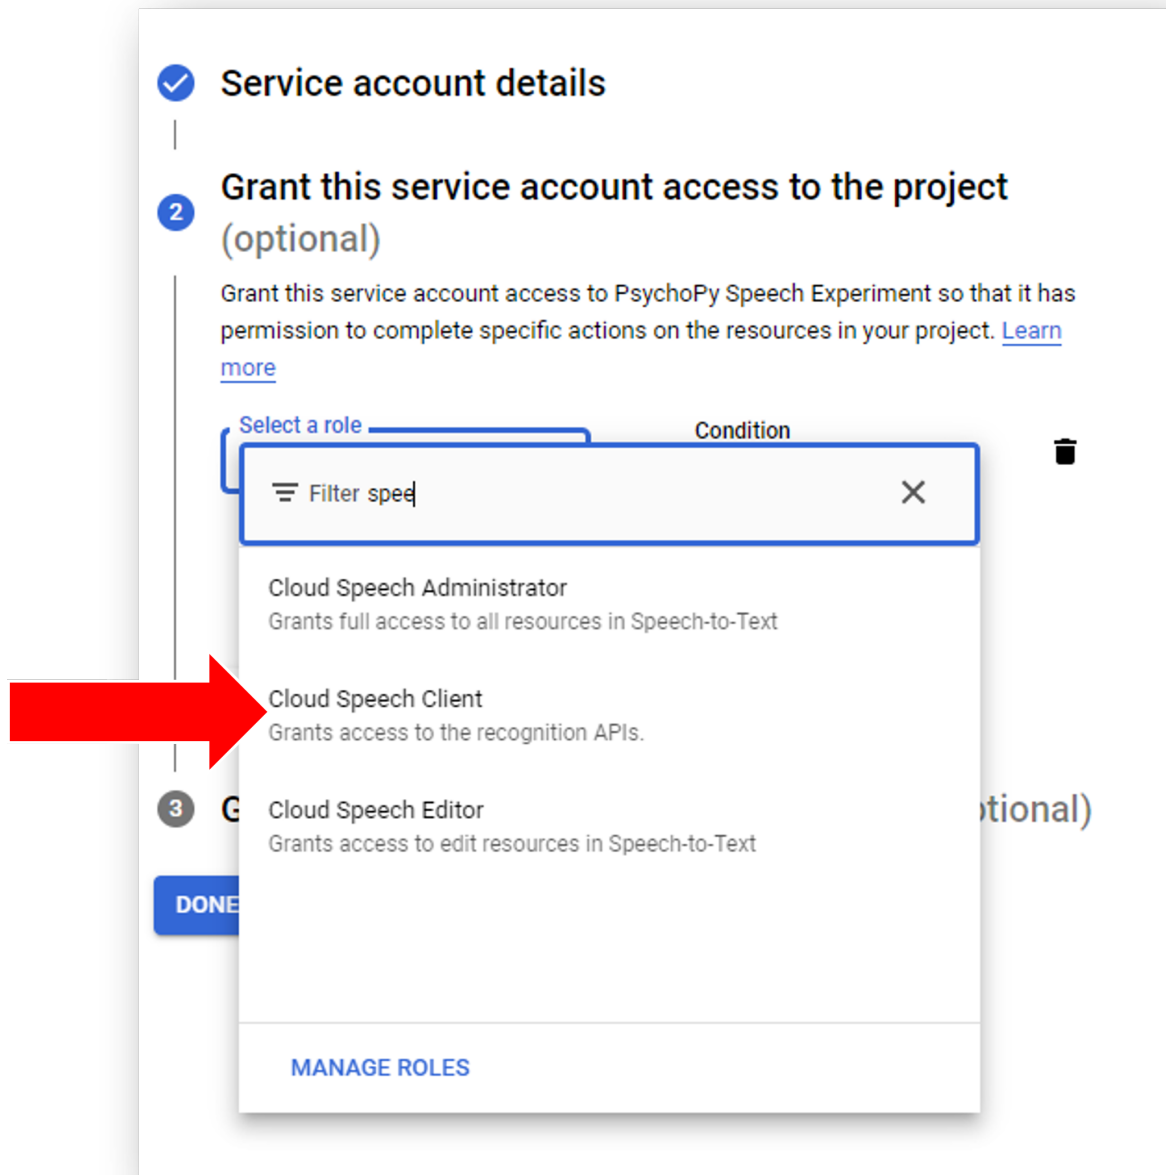 Service account details
2
Grant this service account access to the project
(optional)
Grant this service account access to PsychoPy Speech Experiment so that it has
permission to complete specific actions on the resources in your project. Learn
more
Select a role
Condition
Filter spee
Cloud Speech Administrator
Grants full access to all resources in Speech-to-Text
Cloud Speech Client
Grants access to the recognition APIs.
3
Cloud Speech Editor
Grants access to edit resources in Speech-to-Text
DONE
MANAGE ROLES